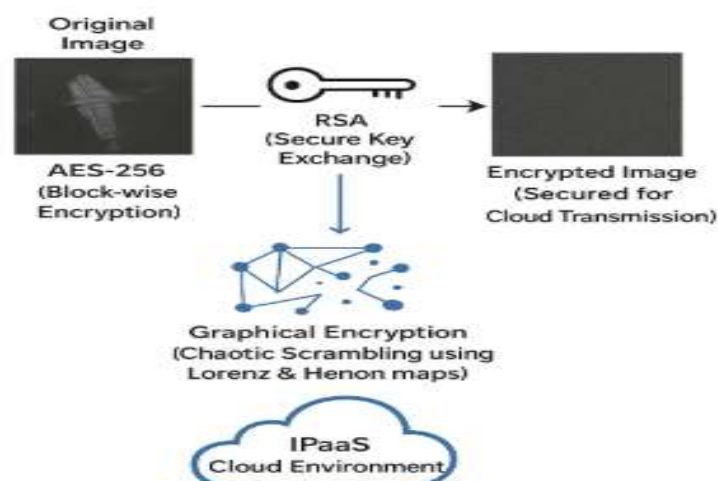 Original
Image
AES-256
(Block-wise
Encryption)
RSA
(Secure Key
Exchange)
Encrypted Image
(Secured for
Cloud Transmission)
Graphical Encryption
(Chaotic Scrambling using
Lorenz & Henon maps)
IPaaS
Cloud Environment